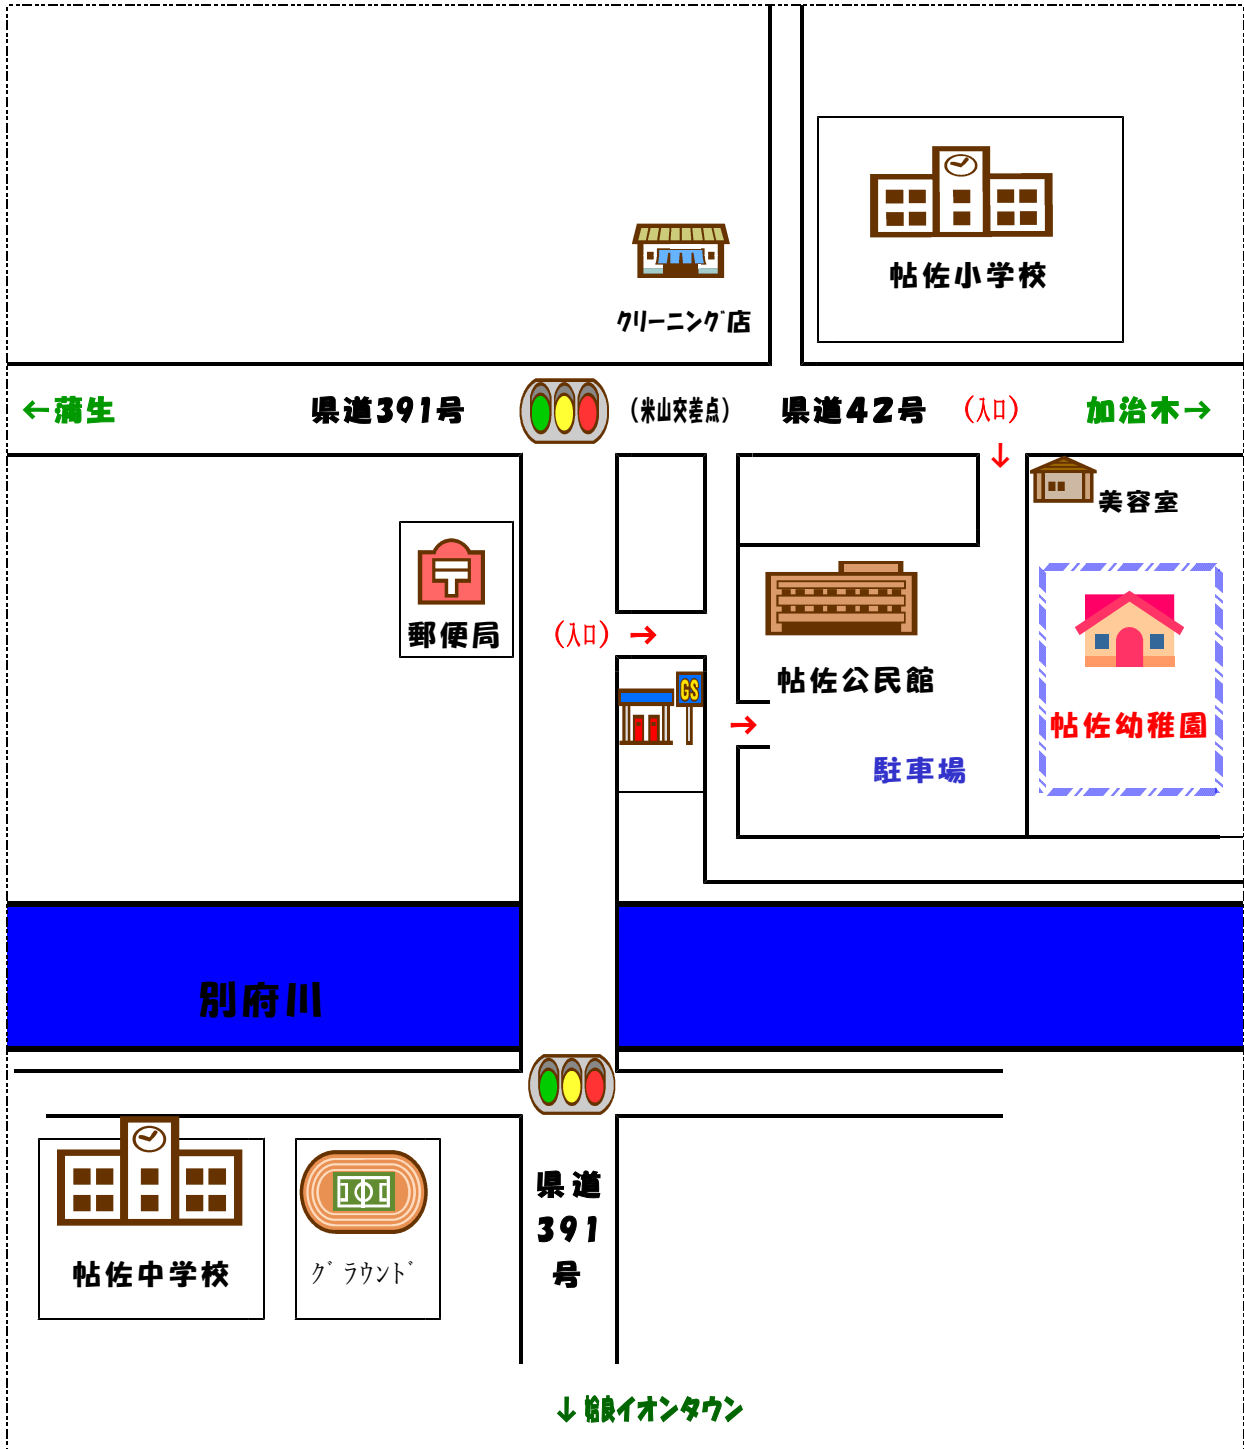 帖佐小学校
クリーニング店
←蒲生
県道391号
（米山交差点）
県道42号
（入口）
加治木→
↓
美容室
郵便局
（入口）
→
帖佐公民館
GS
→
帖佐幼稚園
駐車場
別府川
県道
391
号
帖佐中学校
グラウンド
↓姶良イオンタウン